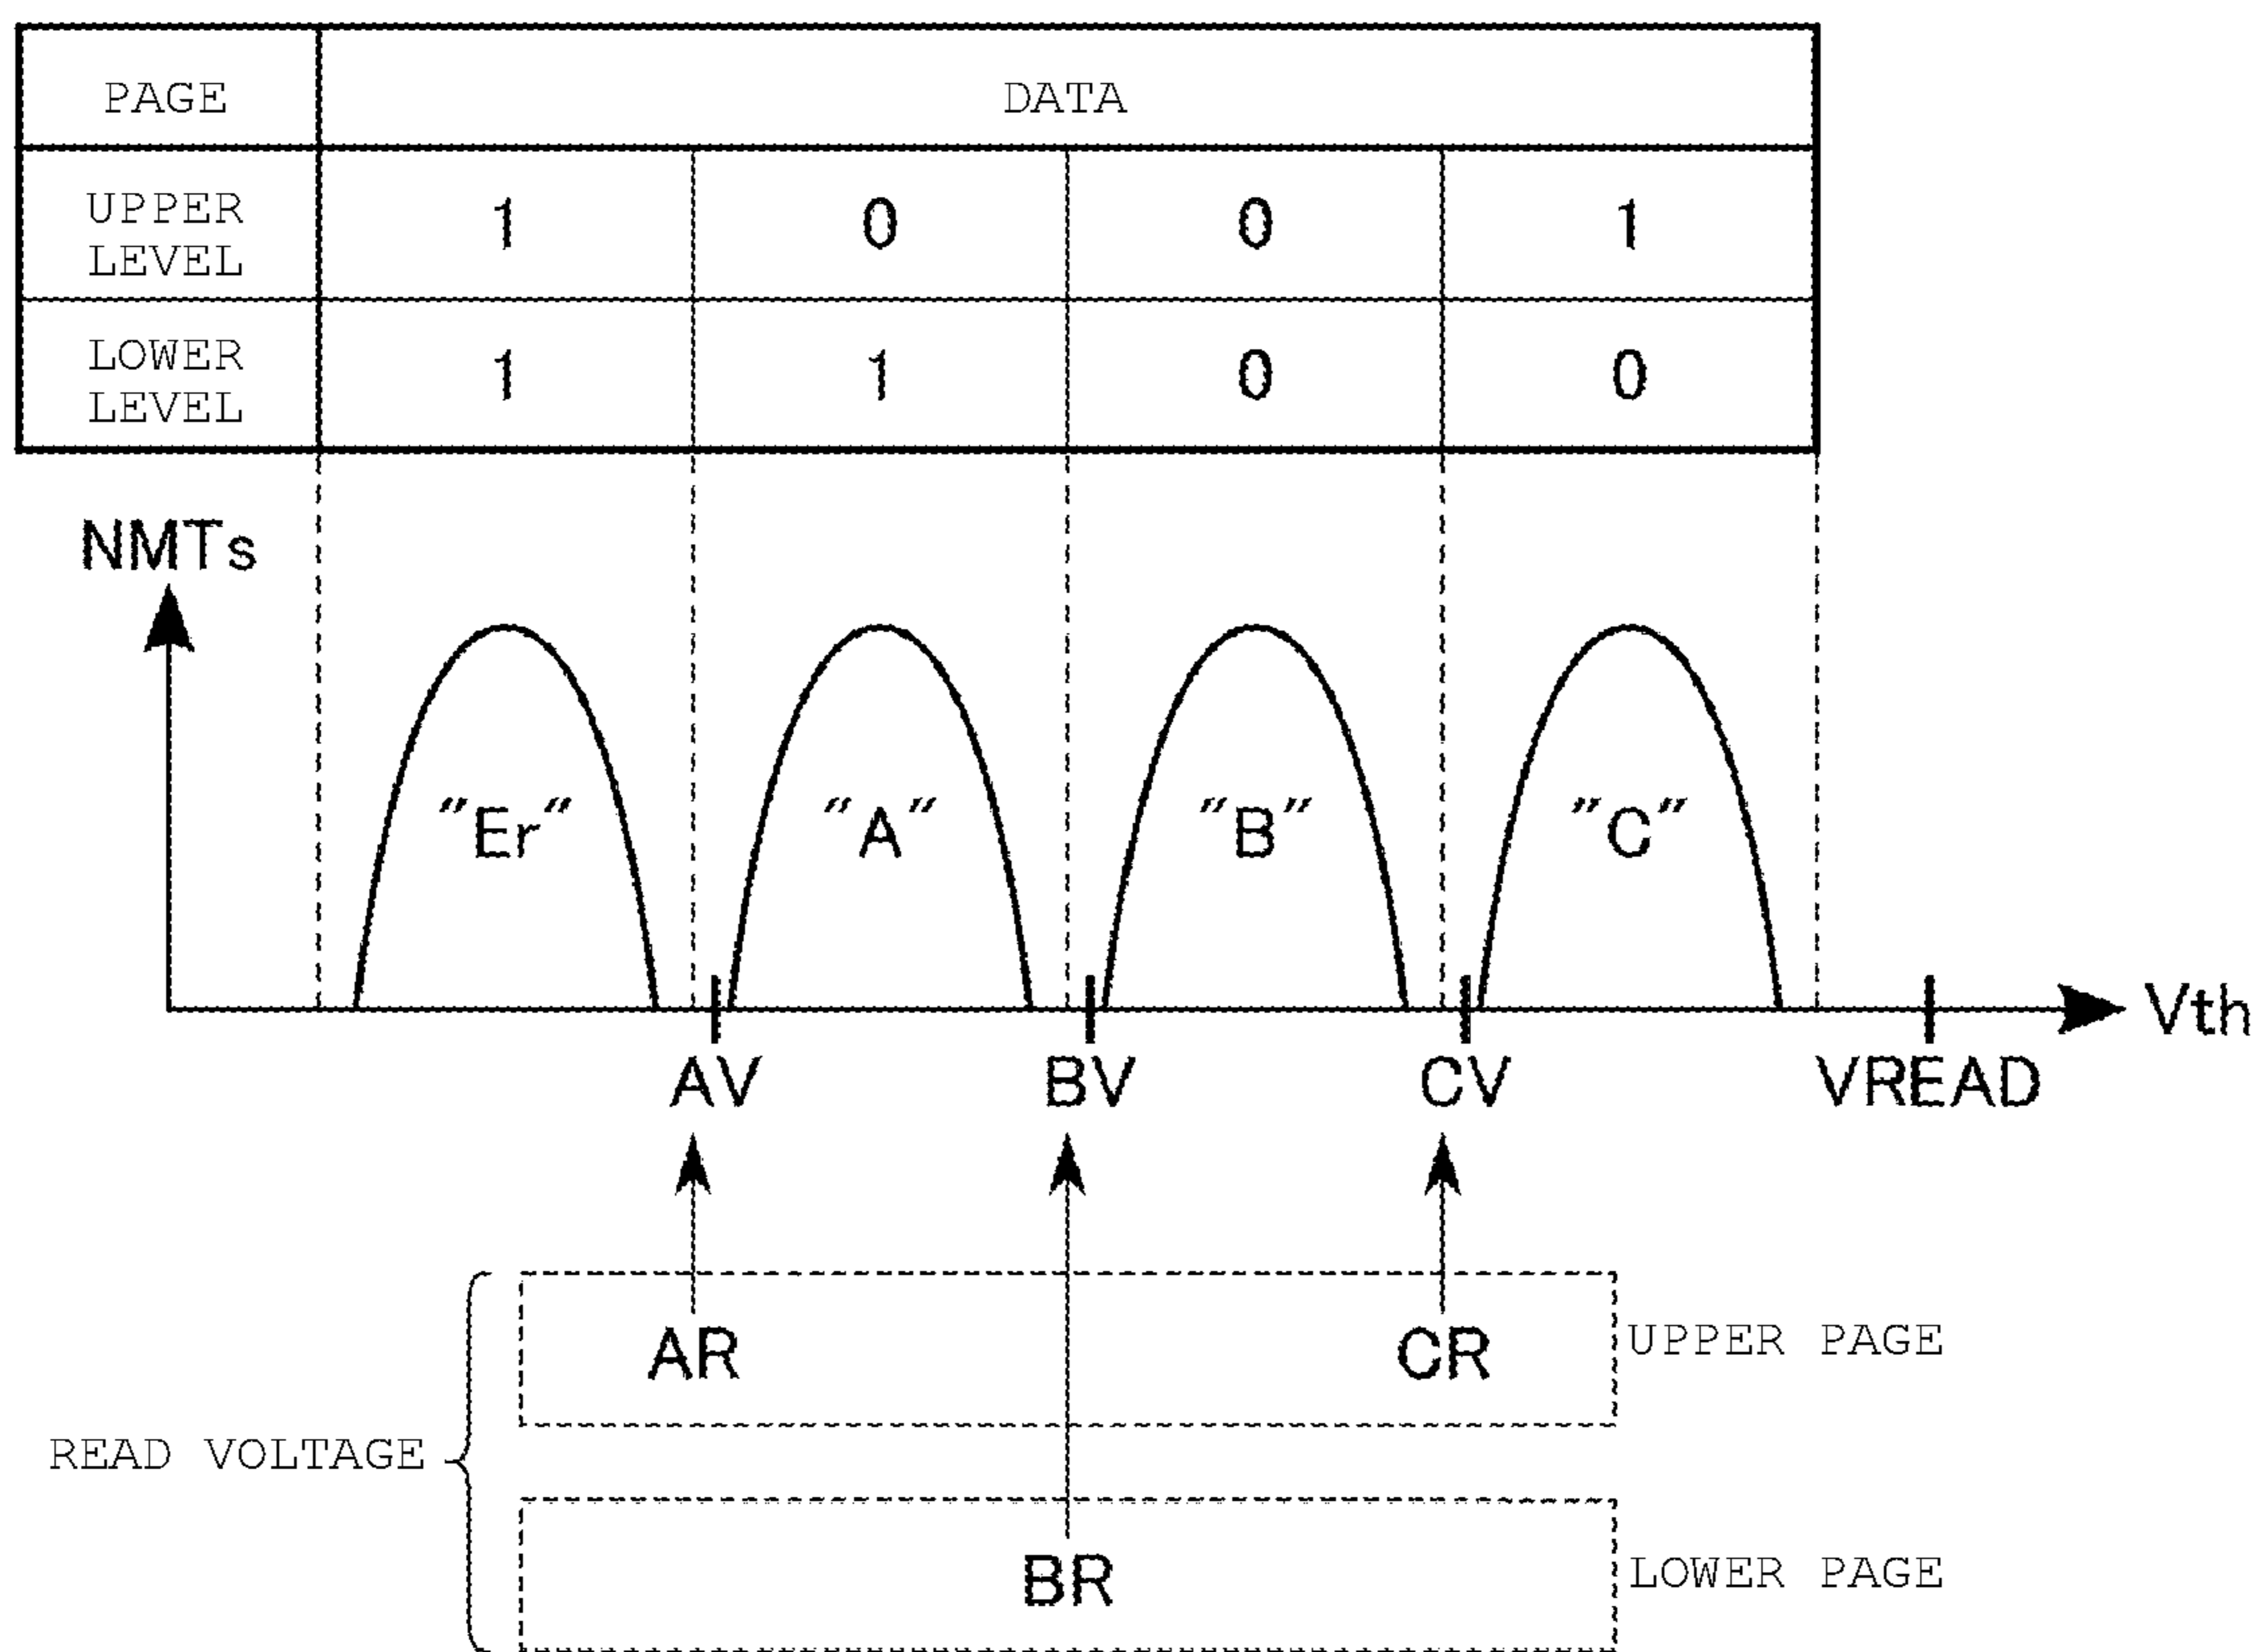 PAGE DATA
UPPER LEVEL 1 0 0 1
LOWER LEVEL 1 1 0 0
NMTs
"Er" "A" "B" "C"
Vth
AV BV CV VREAD
AR CR UPPER PAGE
READ VOLTAGE
BR LOWER PAGE